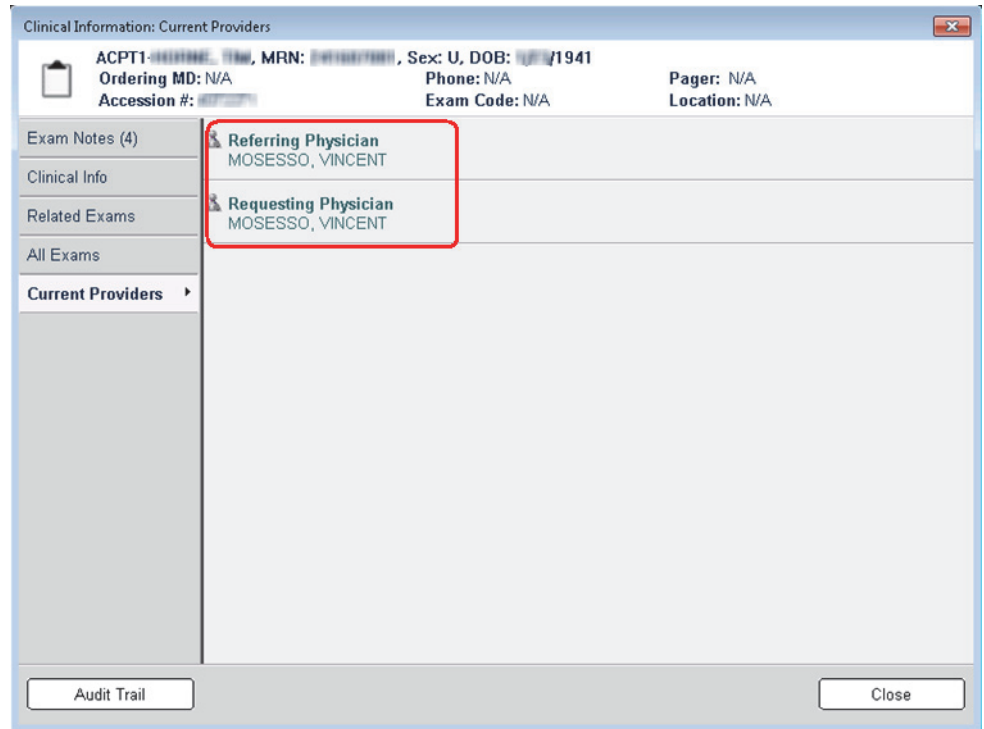 Clinical Information: Current Providers
ACPT1- , MRN: , Sex: U, DOB: /1941
Ordering MD: N/A Phone: N/A Pager: N/A
Accession #: Exam Code: N/A Location: N/A
Exam Notes (4)
Clinical Info
Related Exams
All Exams
Current Providers
Referring Physician
MOSESSO, VINCENT
Requesting Physician
MOSESSO, VINCENT
Audit Trail
Close